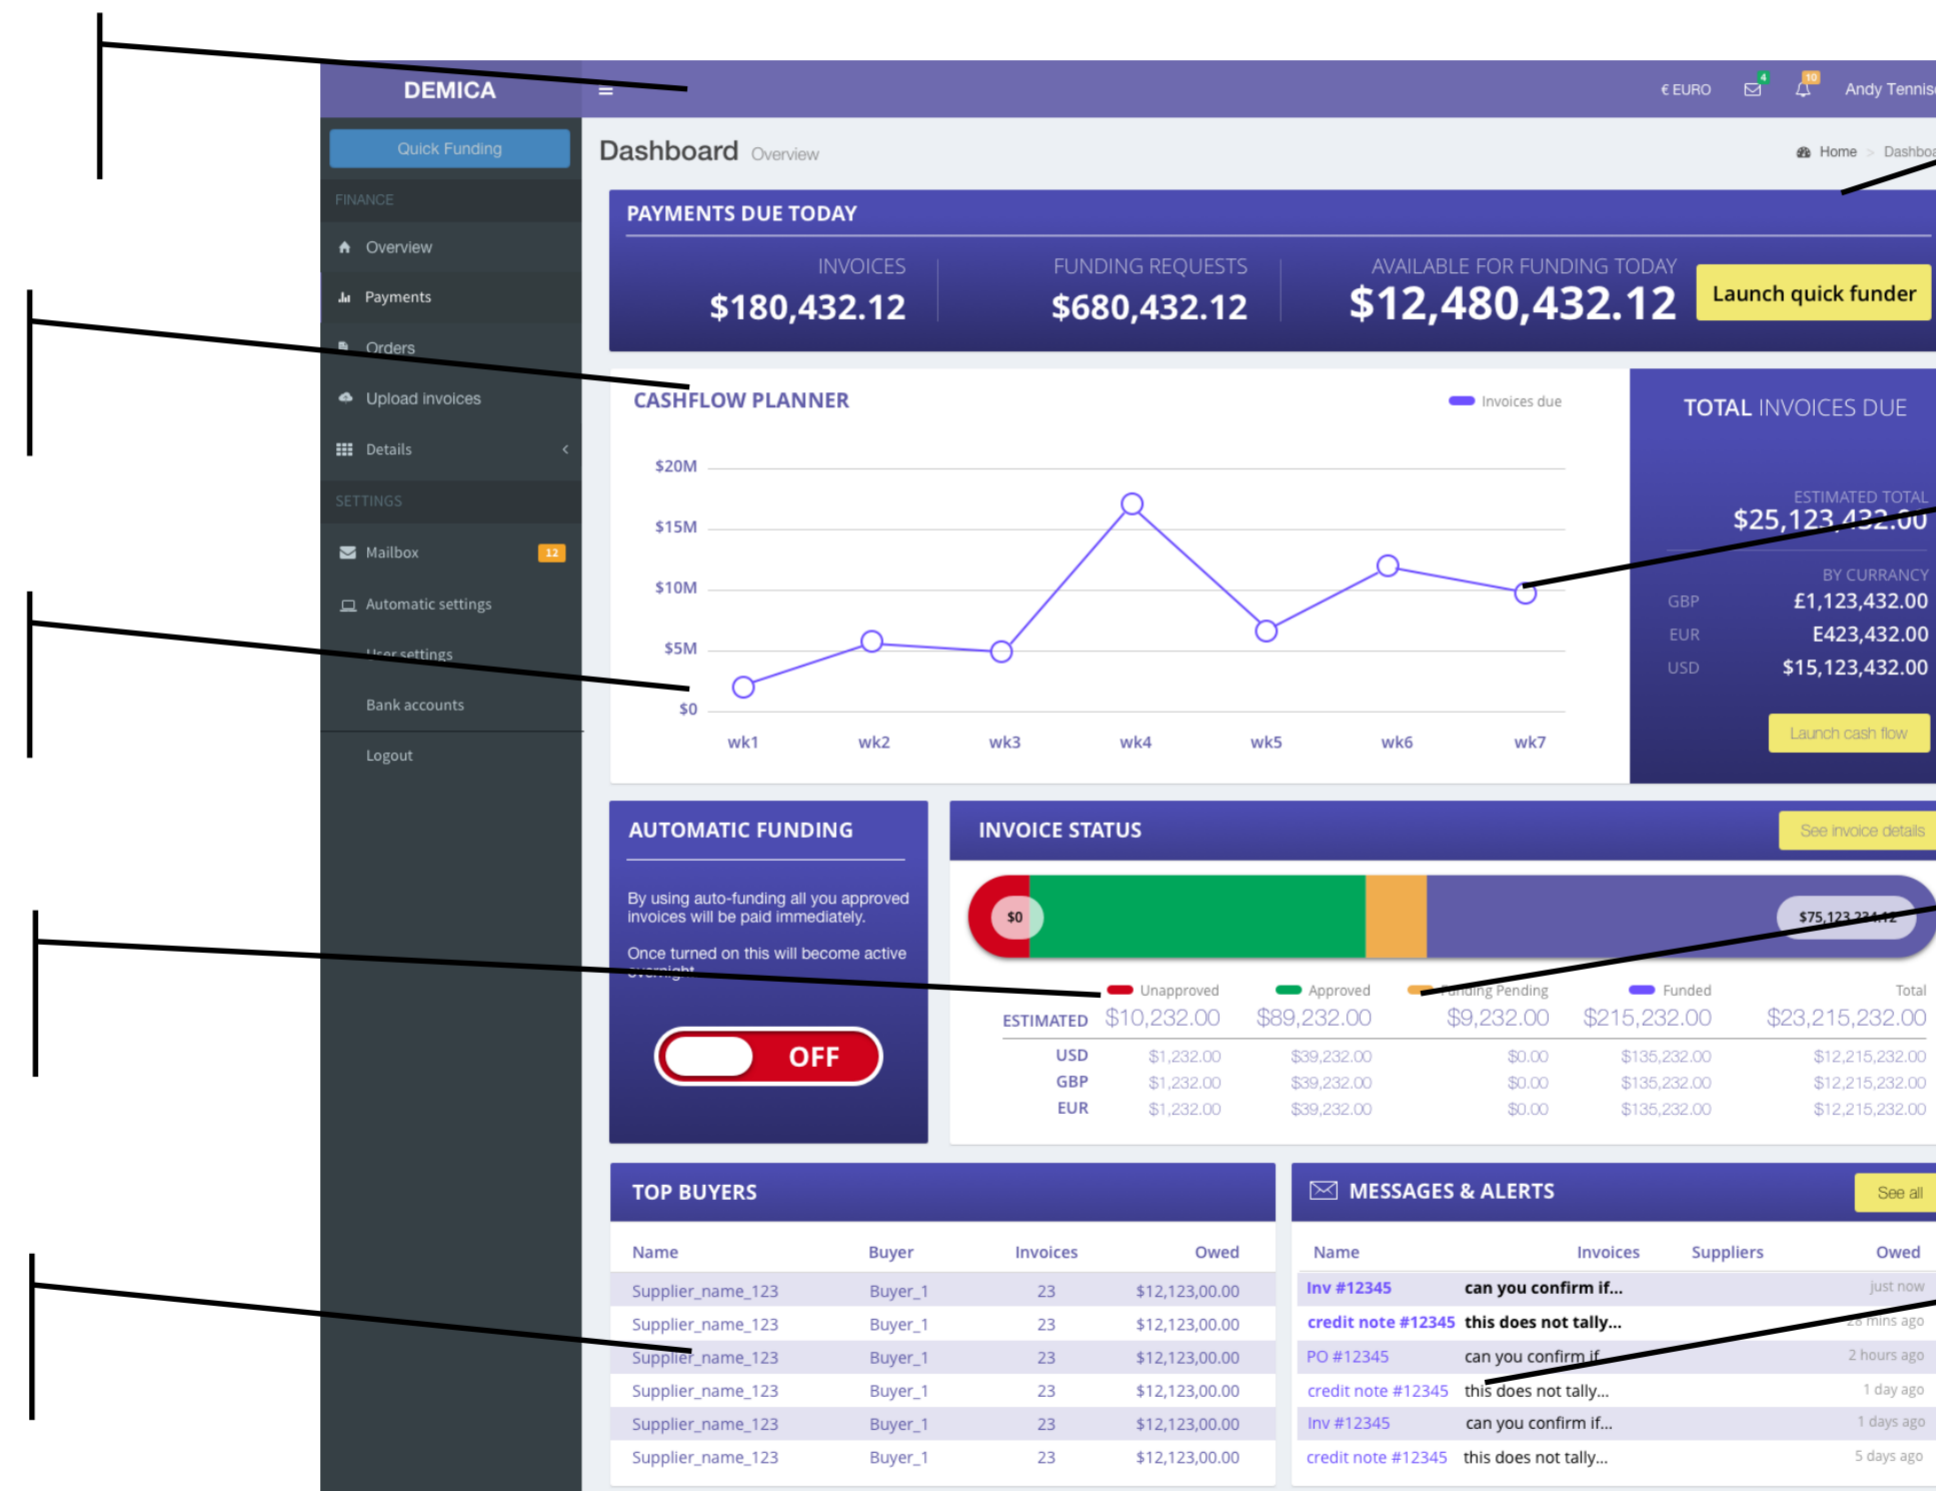 DEMICA
€ EURO 4 10
Quick Funding
Dashboard Overview
Home > 
FINANCE
Overview
Payments
Orders
Upload invoices
Details
SETTINGS
Mailbox 12
Automatic settings
User settings
Bank accounts
Logout
PAYMENTS DUE TODAY
INVOICES FUNDING REQUESTS AVAILABLE FOR FUNDING TODAY
$180,432.12 $680,432.12 $12,480,432.12 Launch quick funder
CASHFLOW PLANNER
Invoices due
$20M
$15M
$10M
$5M
$0
wk1 wk2 wk3 wk4 wk5 wk6 wk7
TOTAL INVOICES DUE
ESTIMATED TOTAL
$25,123,432.00
BY CURRANCY
GBP £1,123,432.00
EUR E423,432.00
USD $15,123,432.00
Launch cash flow
AUTOMATIC FUNDING
By using auto-funding all you approved
invoices will be paid immediately.
Once turned on this will become active
overnight.
OFF
INVOICE STATUS
See invoice details
$0 $75,123,234.12
Unapproved Approved Funding Pending Funded Total
ESTIMATED $10,232.00 $89,232.00 $9,232.00 $215,232.00 $23,215,232.00
USD $1,232.00 $39,232.00 $0.00 $135,232.00 $12,215,232.00
GBP $1,232.00 $39,232.00 $0.00 $135,232.00 $12,215,232.00
EUR $1,232.00 $39,232.00 $0.00 $135,232.00 $12,215,232.00
TOP BUYERS
Name Buyer Invoices Owed
Supplier_name_123 Buyer_1 23 $12,123,00.00
Supplier_name_123 Buyer_1 23 $12,123,00.00
Supplier_name_123 Buyer_1 23 $12,123,00.00
Supplier_name_123 Buyer_1 23 $12,123,00.00
Supplier_name_123 Buyer_1 23 $12,123,00.00
Supplier_name_123 Buyer_1 23 $12,123,00.00
MESSAGES & ALERTS
See all
Name Invoices Suppliers Owed
Inv #12345 can you confirm if... just now
credit note #12345 this does not tally... 28 mins ago
PO #12345 can you confirm if... 2 hours ago
credit note #12345 this does not tally... 1 day ago
Inv #12345 can you confirm if... 1 days ago
credit note #12345 this does not tally... 5 days ago